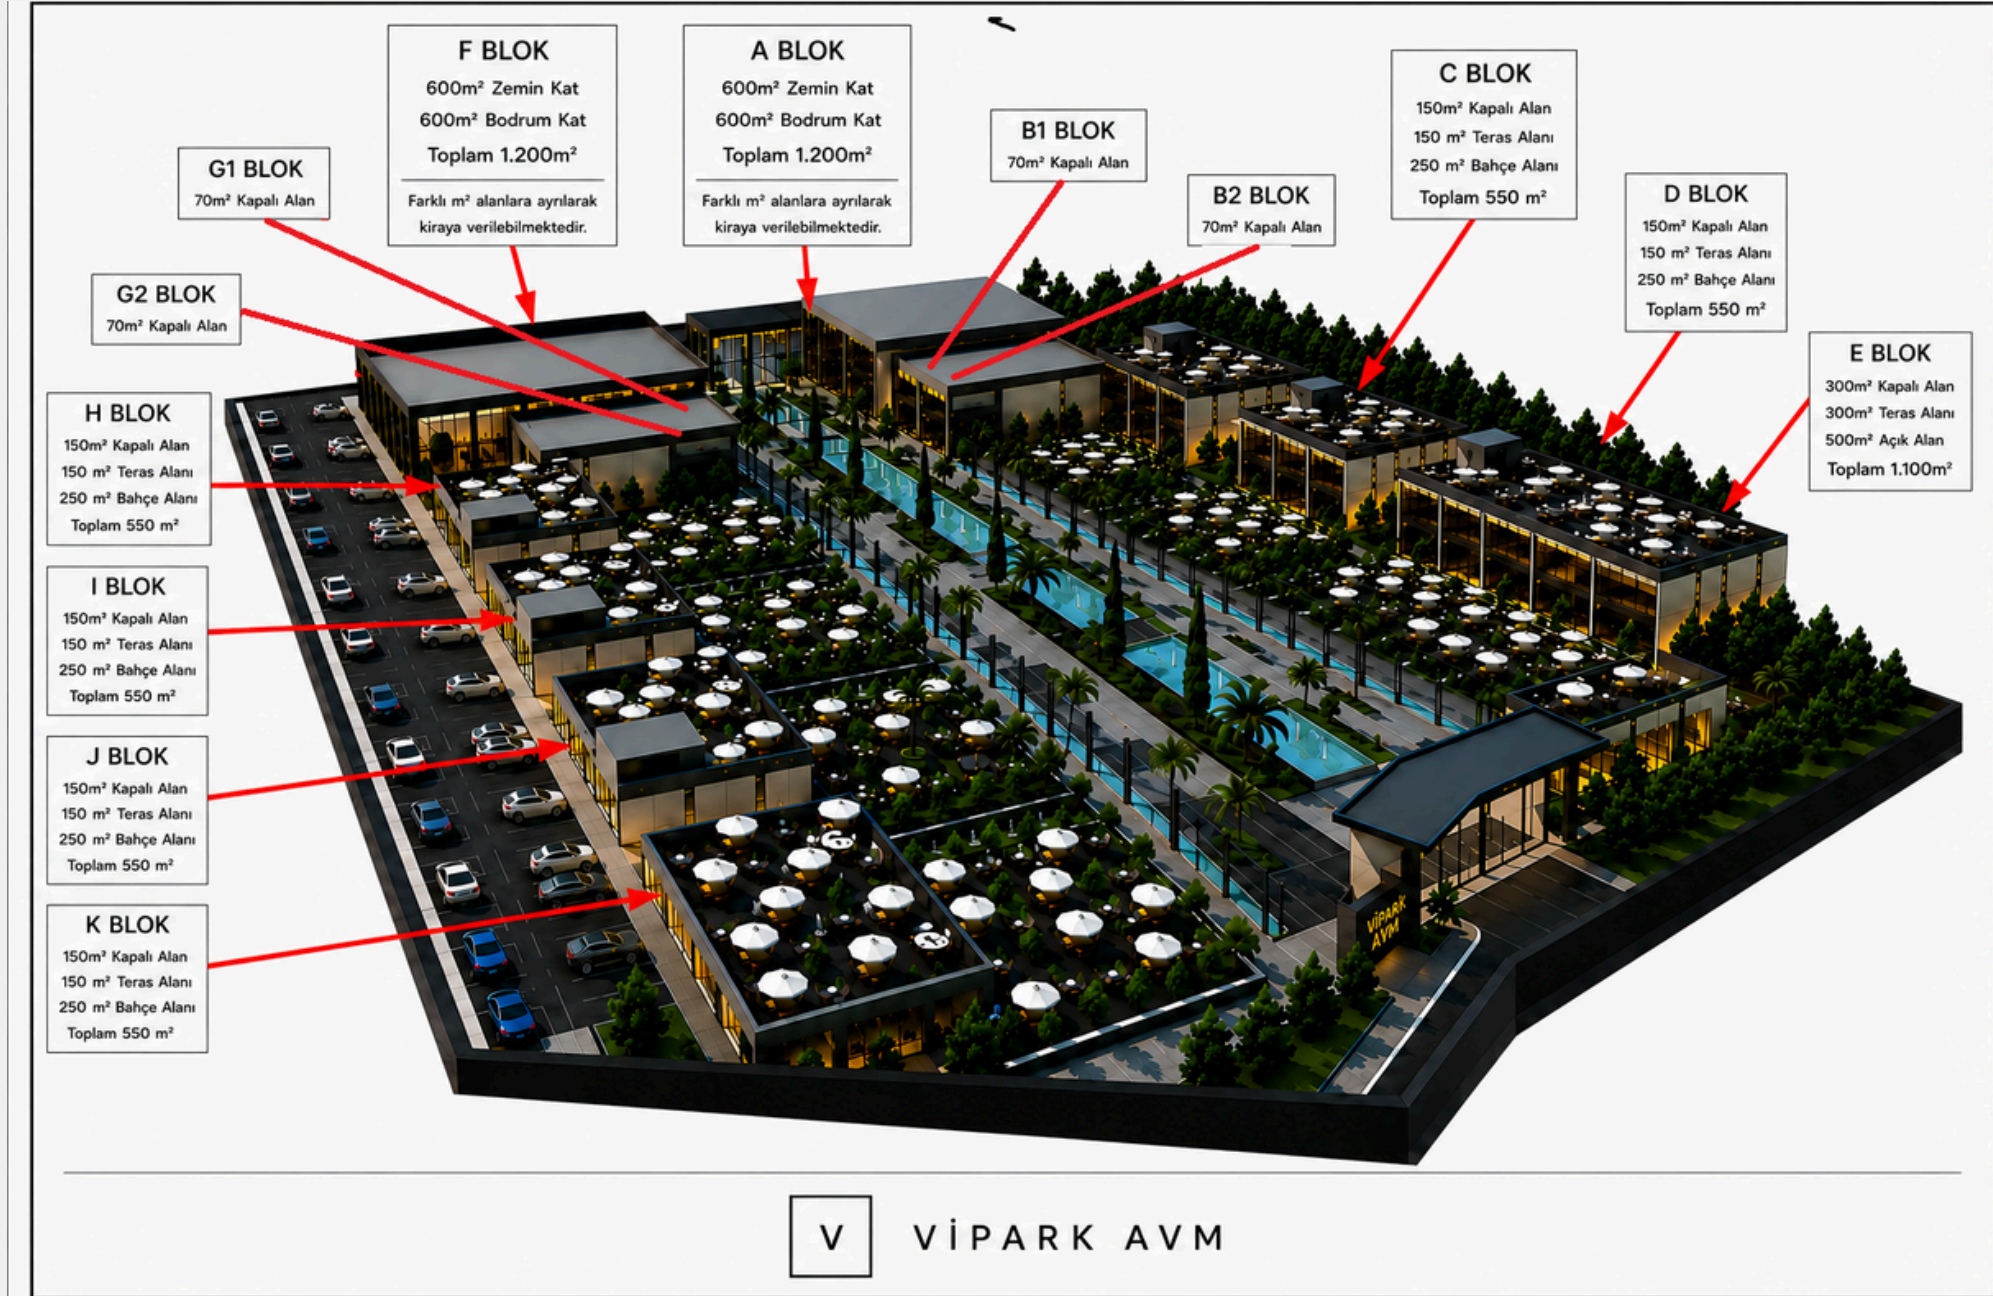 F BLOK
600m² Zemin Kat
600m² Bodrum Kat
Toplam 1.200m²
Farklı m² alanlara ayrılarak
kiraya verilebilmektedir.
A BLOK
600m² Zemin Kat
600m² Bodrum Kat
Toplam 1.200m²
Farklı m² alanlara ayrılarak
kiraya verilebilmektedir.
B1 BLOK
70m² Kapalı Alan
B2 BLOK
70m² Kapalı Alan
C BLOK
150m² Kapalı Alan
150 m² Teras Alanı
250 m² Bahçe Alanı
Toplam 550 m²
D BLOK
150m² Kapalı Alan
150 m² Teras Alanı
250 m² Bahçe Alanı
Toplam 550 m²
E BLOK
300m² Kapalı Alan
300m² Teras Alanı
500m² Açık Alan
Toplam 1.100m²
G1 BLOK
70m² Kapalı Alan
G2 BLOK
70m² Kapalı Alan
H BLOK
150m² Kapalı Alan
150 m² Teras Alanı
250 m² Bahçe Alanı
Toplam 550 m²
I BLOK
150m² Kapalı Alan
150 m² Teras Alanı
250 m² Bahçe Alanı
Toplam 550 m²
J BLOK
150m² Kapalı Alan
150 m² Teras Alanı
250 m² Bahçe Alanı
Toplam 550 m²
K BLOK
150m² Kapalı Alan
150 m² Teras Alanı
250 m² Bahçe Alanı
Toplam 550 m²
VİPARK
AVM
V VİPARK AVM